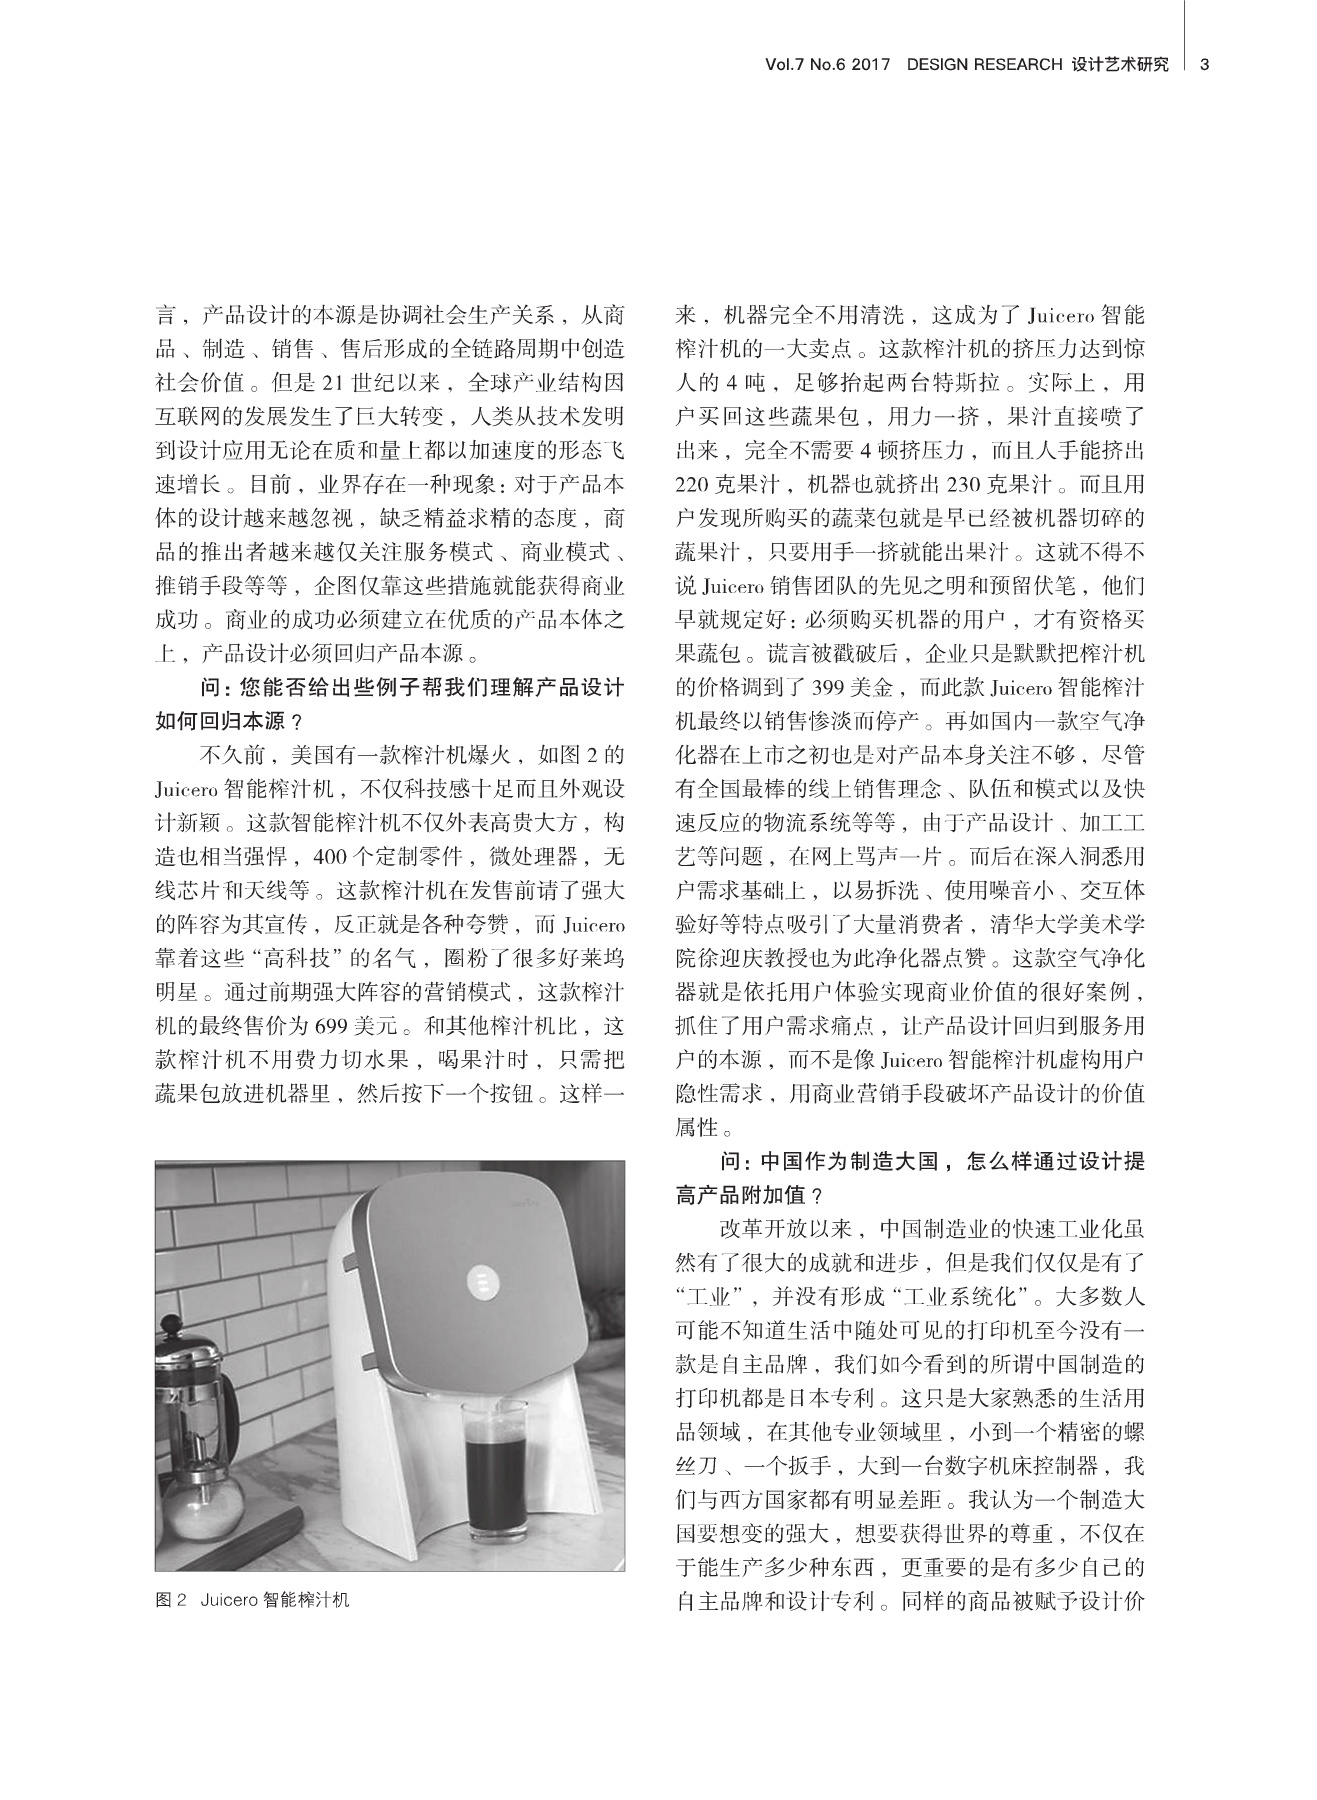 Vol.7 No.6 2017 DESIGN RESEARCH 设计艺术研究 3
言，产品设计的本源是协调社会生产关系，从商
品、制造、销售、售后形成的全链路周期中创造
社会价值。但是 21 世纪以来，全球产业结构因
互联网的发展发生了巨大转变，人类从技术发明
到设计应用无论在质和量上都以加速度的形态飞
速增长。目前，业界存在一种现象：对于产品本
体的设计越来越忽视，缺乏精益求精的态度，商
品的推出者越来越仅关注服务模式、商业模式、
推销手段等等，企图仅靠这些措施就能获得商业
成功。商业的成功必须建立在优质的产品本体之
上，产品设计必须回归产品本源。
问：您能否给出些例子帮我们理解产品设计
如何回归本源？
不久前，美国有一款榨汁机爆火，如图 2 的
Juicero 智能榨汁机，不仅科技感十足而且外观设
计新颖。这款智能榨汁机不仅外表高贵大方，构
造也相当强悍，400 个定制零件，微处理器，无
线芯片和天线等。这款榨汁机在发售前请了强大
的阵容为其宣传，反正就是各种夸赞，而 Juicero
靠着这些“高科技”的名气，圈粉了很多好莱坞
明星。通过前期强大阵容的营销模式，这款榨汁
机的最终售价为 699 美元。和其他榨汁机比，这
款榨汁机不用费力切水果，喝果汁时，只需把
蔬果包放进机器里，然后按下一个按钮。这样一
图 2 Juicero 智能榨汁机
来，机器完全不用清洗，这成为了 Juicero 智能
榨汁机的一大卖点。这款榨汁机的挤压力达到惊
人的 4 吨，足够抬起两台特斯拉。实际上，用
户买回这些蔬果包，用力一挤，果汁直接喷了
出来，完全不需要 4 顿挤压力，而且人手能挤出
220 克果汁，机器也就挤出 230 克果汁。而且用
户发现所购买的蔬菜包就是早已经被机器切碎的
蔬果汁，只要用手一挤就能出果汁。这就不得不
说 Juicero 销售团队的先见之明和预留伏笔，他们
早就规定好：必须购买机器的用户，才有资格买
果蔬包。谎言被戳破后，企业只是默默把榨汁机
的价格调到了 399 美金，而此款 Juicero 智能榨汁
机最终以销售惨淡而停产。再如国内一款空气净
化器在上市之初也是对产品本身关注不够，尽管
有全国最棒的线上销售理念、队伍和模式以及快
速反应的物流系统等等，由于产品设计、加工工
艺等问题，在网上骂声一片。而后在深入洞悉用
户需求基础上，以易拆洗、使用噪音小、交互体
验好等特点吸引了大量消费者，清华大学美术学
院徐迎庆教授也为此净化器点赞。这款空气净化
器就是依托用户体验实现商业价值的很好案例，
抓住了用户需求痛点，让产品设计回归到服务用
户的本源，而不是像 Juicero 智能榨汁机虚构用户
隐性需求，用商业营销手段破坏产品设计的价值
属性。
问：中国作为制造大国，怎么样通过设计提
高产品附加值？
改革开放以来，中国制造业的快速工业化虽
然有了很大的成就和进步，但是我们仅仅是有了
“工业”，并没有形成“工业系统化”。大多数人
可能不知道生活中随处可见的打印机至今没有一
款是自主品牌，我们如今看到的所谓中国制造的
打印机都是日本专利。这只是大家熟悉的生活用
品领域，在其他专业领域里，小到一个精密的螺
丝刀、一个扳手，大到一台数字机床控制器，我
们与西方国家都有明显差距。我认为一个制造大
国要想变的强大，想要获得世界的尊重，不仅在
于能生产多少种东西，更重要的是有多少自己的
自主品牌和设计专利。同样的商品被赋予设计价